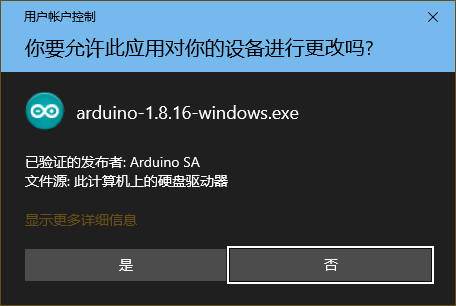 用户帐户控制
你要允许此应用对你的设备进行更改吗?
arduino-1.8.16-windows.exe
已验证的发布者: Arduino SA
文件源: 此计算机上的硬盘驱动器
显示更多详细信息
是
否